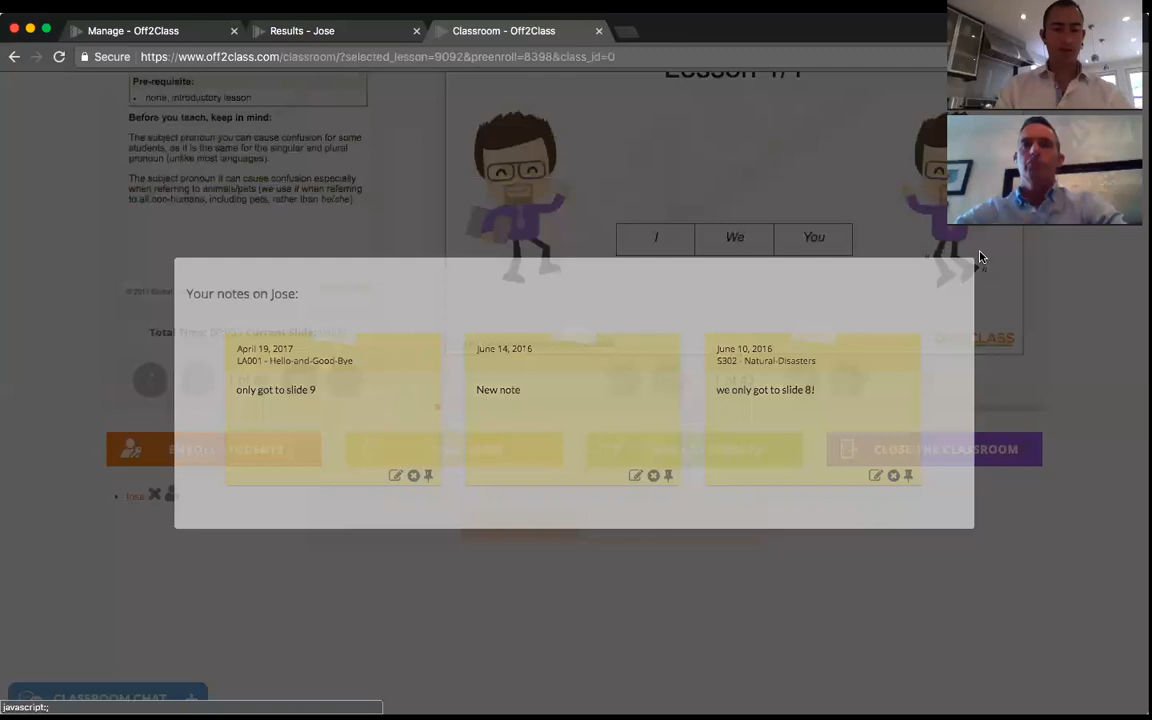 Manage - Off2Class
Results - Jose
Classroom - Off2Class
Secure
https://www.off2class.com/classroom/?selected_lesson=9092&preenroll=8398&class_id=0
Pre-requisite:
none, introductory lesson
Before you teach, keep in mind:
The subject pronoun you can cause confusion for some
students, as it is the same for the singular and plural
pronoun (unlike most languages).
The subject pronoun it can cause confusion especially
when referring to animals/pets (we use it when referring
to all non-humans, including pets, rather than he/she)
Lesson 1/1
I We You
Your notes on Jose:
April 19, 2017
LA001 - Hello-and-Good-Bye
only got to slide 9
June 14, 2016
New note
June 10, 2016
S302 - Natural-Disasters
we only got to slide 8!
CLASS
CLOSE THE CLASSROOM
Jose
CLASSROOM CHAT
javascript:;